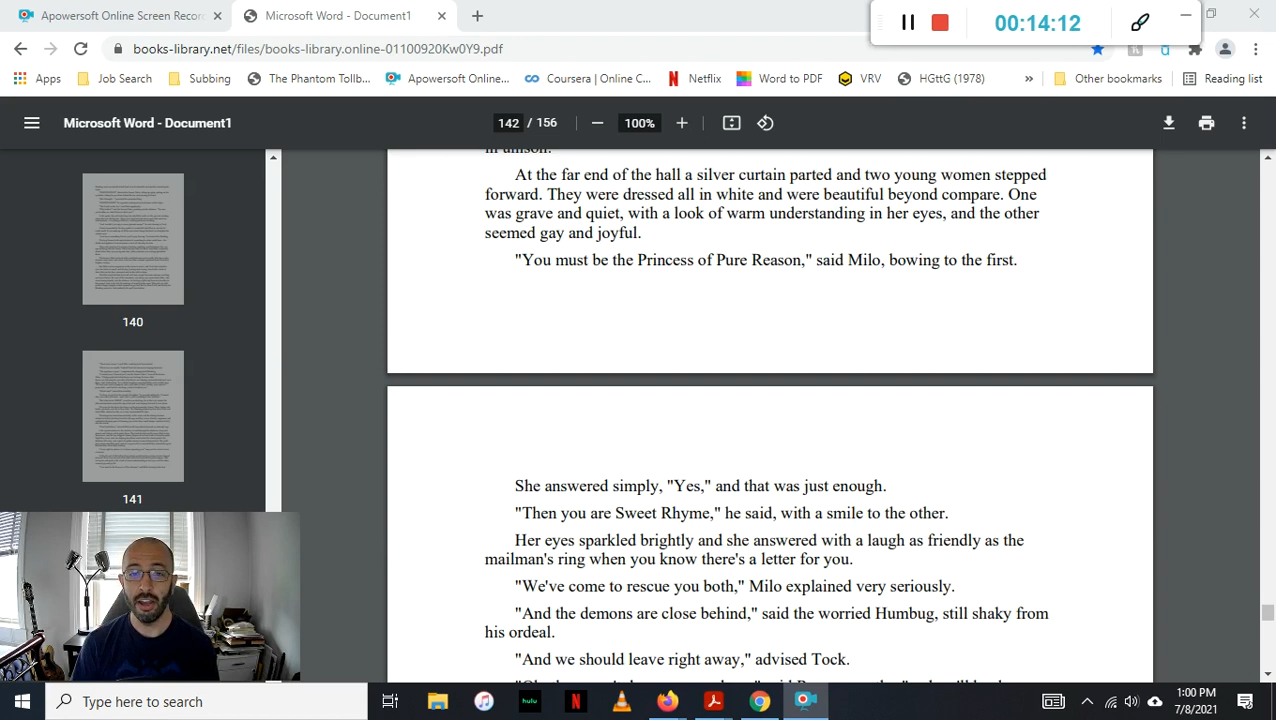 Apowersoft Online Screen Recor
Microsoft Word - Document1
00:14:12
books-library.net/files/books-library.online-01100920Kw0Y9.pdf
Apps
Job Search
Subbing
The Phantom Tollb...
Apowersoft Online...
Coursera | Online C...
Netflix
Word to PDF
VRV
HGttG (1978)
»
Other bookmarks
Reading list
Microsoft Word - Document1
142 / 156
100%
140
141
At the far end of the hall a silver curtain parted and two young women stepped
forward. They were dressed all in white and were beautiful beyond compare. One
was grave and quiet, with a look of warm understanding in her eyes, and the other
seemed gay and joyful.
"You must be the Princess of Pure Reason," said Milo, bowing to the first.
She answered simply, "Yes," and that was just enough.
"Then you are Sweet Rhyme," he said, with a smile to the other.
Her eyes sparkled brightly and she answered with a laugh as friendly as the
mailman's ring when you know there's a letter for you.
"We've come to rescue you both," Milo explained very seriously.
"And the demons are close behind," said the worried Humbug, still shaky from
his ordeal.
"And we should leave right away," advised Tock.
Type here to search
hulu
N
1:00 PM
7/8/2021